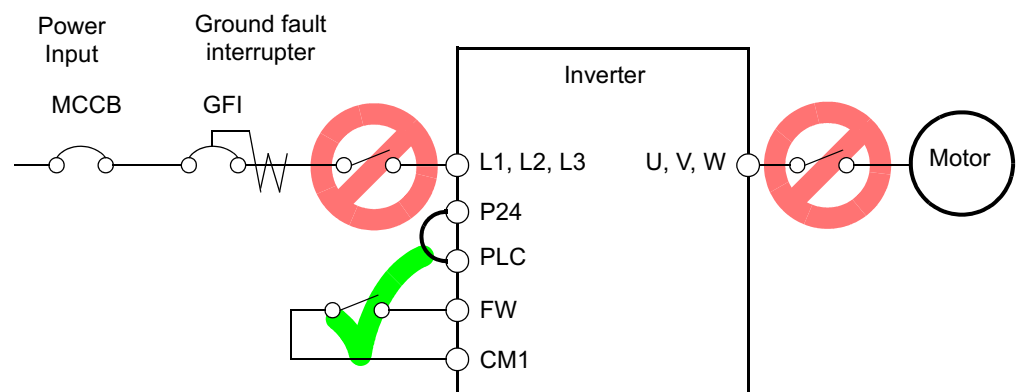 Power
Input
Ground fault
interrupter
MCCB
GFI
Inverter
L1, L2, L3
U, V, W
Motor
P24
PLC
FW
CM1